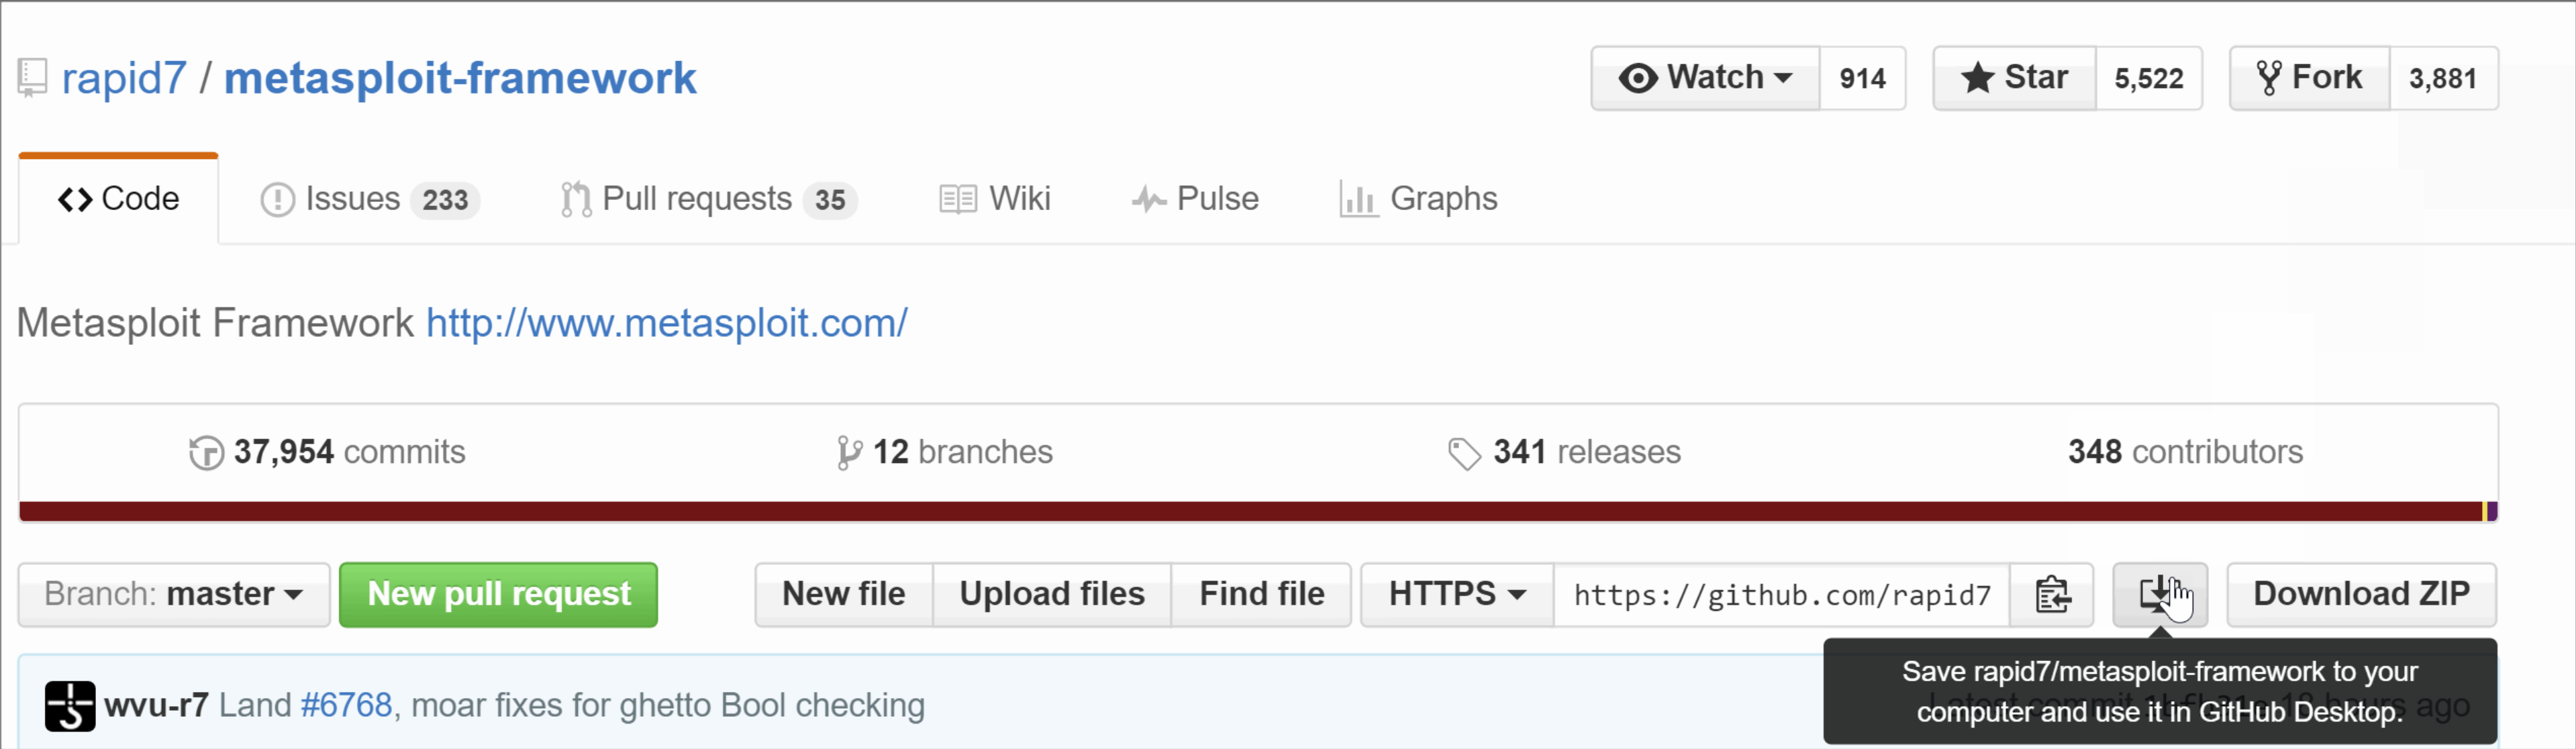 rapid7 / metasploit-framework
Watch 914 Star 5,522 Fork 3,881
Code Issues 233 Pull requests 35 Wiki Pulse Graphs
Metasploit Framework http://www.metasploit.com/
37,954 commits 12 branches 341 releases 348 contributors
Branch: master New pull request New file Upload files Find file HTTPS https://github.com/rapid7 Download ZIP
Save rapid7/metasploit-framework to your
computer and use it in GitHub Desktop.
wvu-r7 Land #6768, moar fixes for ghetto Bool checking
Latest commit hours ago